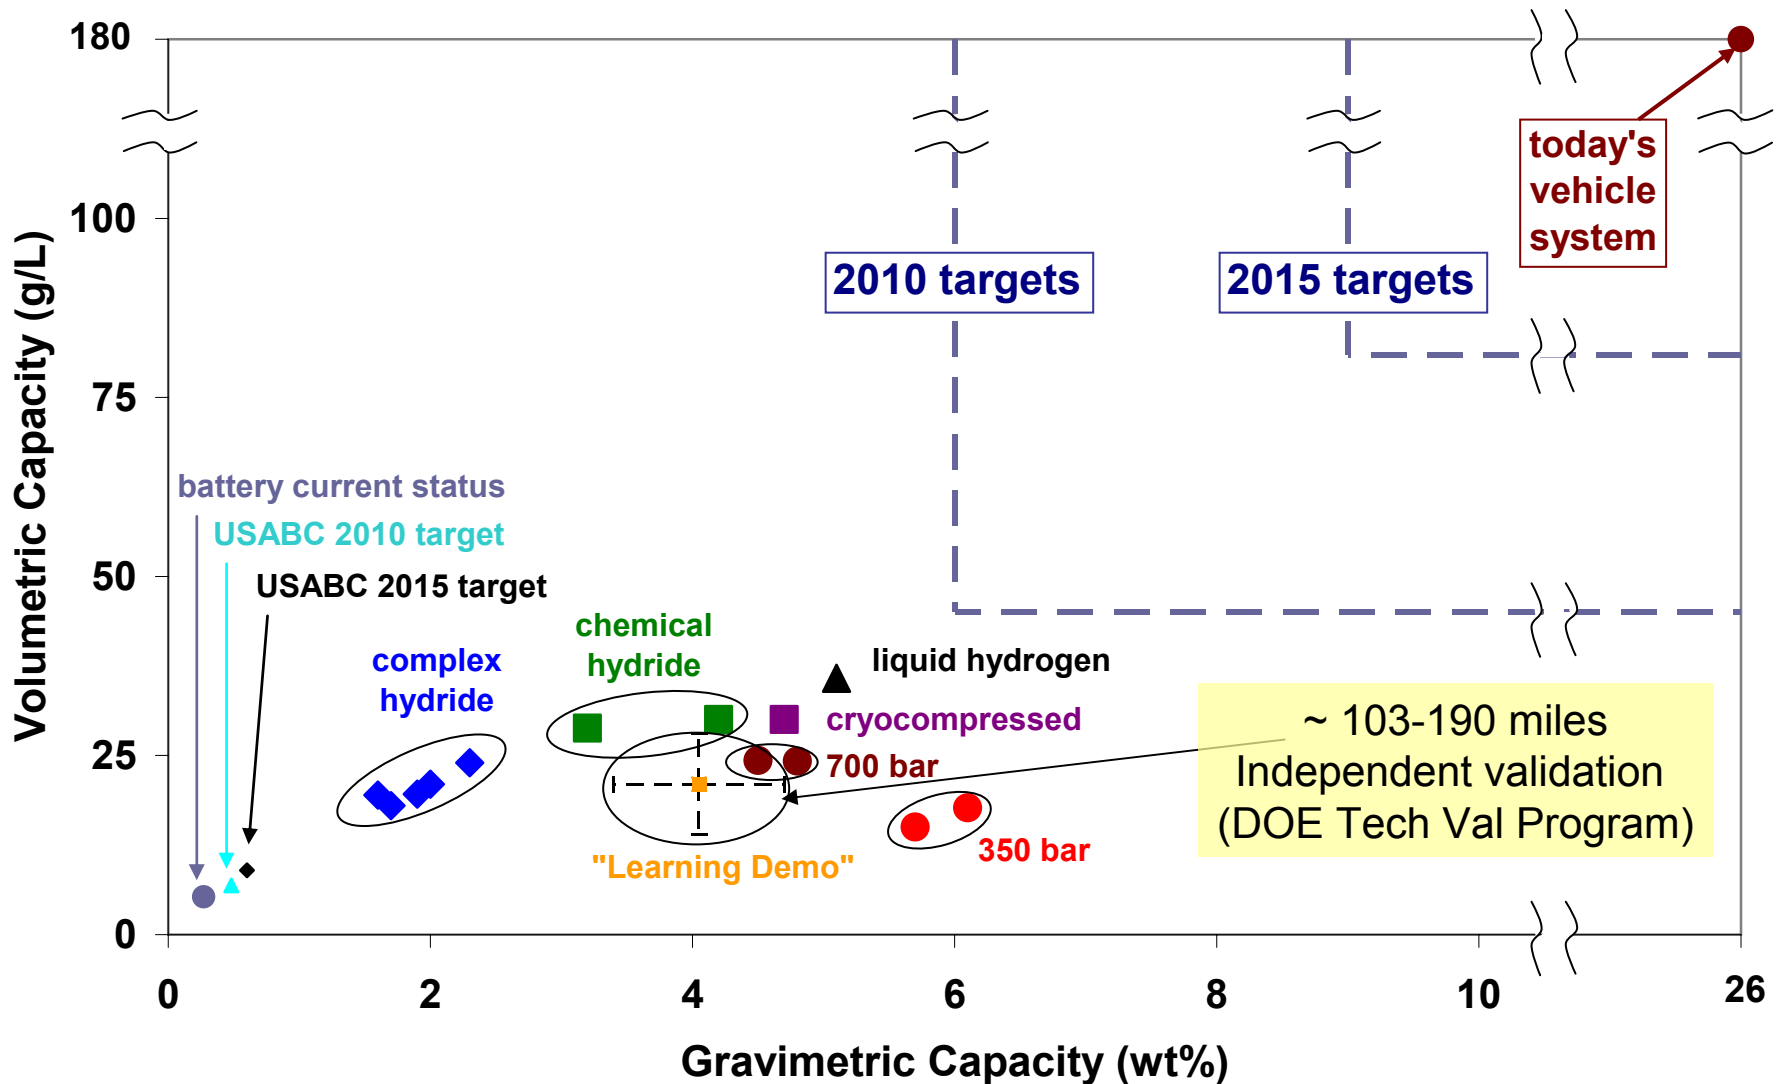 180
100
75
50
25
0
Volumetric Capacity (g/L)
today's
vehicle
system
2010 targets
2015 targets
battery current status
USABC 2010 target
USABC 2015 target
complex
hydride
chemical
hydride
liquid hydrogen
cryocompressed
700 bar
350 bar
"Learning Demo"
~ 103-190 miles
Independent validation
(DOE Tech Val Program)
0
2
4
6
8
10
26
Gravimetric Capacity (wt%)